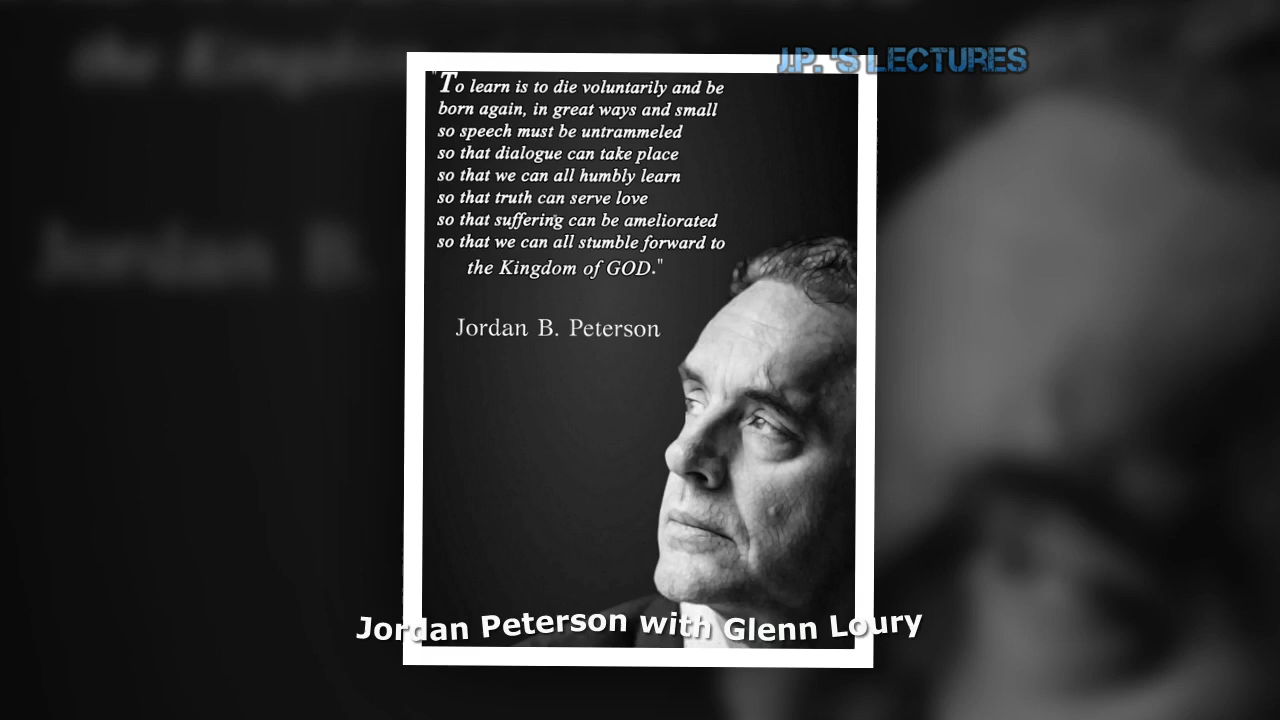 J.P. 'S LECTURES
"To learn is to die voluntarily and be
born again, in great ways and small
so speech must be untrammeled
so that dialogue can take place
so that we can all humbly learn
so that truth can serve love
so that suffering can be ameliorated
so that we can all stumble forward to
the Kingdom of GOD."
Jordan B. Peterson
Jordan Peterson with Glenn Loury
the Kingdom
Jordan B.